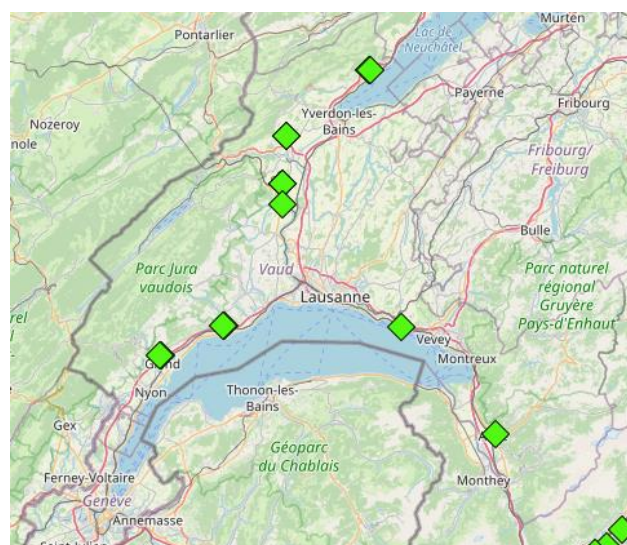 Murten
Pontarlier
Lac de
Neuchâtel
Payerne
Yverdon-les-
Bains
Fribourg
Nozeroy
nole
Fribourg/
Freiburg
Bulle
Parc Jura
vaudois
Vaud
Parc naturel
régional
Gruyère
Pays-d'Enhaut
Lausanne
Vevey
Montreux
Nyon
Thonon-les-
Bains
Gex
Géoparc
du Chablais
Monthey
Ferney-Voltaire
Genève
Annemasse
Saint-Julien